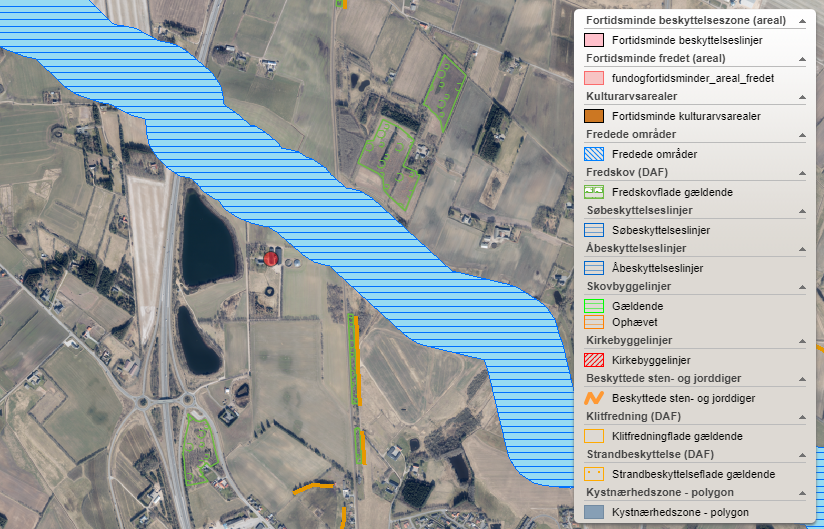 Fortidsminde beskyttelseszone (areal)
Fortidsminde beskyttelseslinjer
Fortidsminde fredet (areal)
fundogfortidsminder_areal_fredet
Kulturarvsarealer
Fortidsminde kulturarvsarealer
Fredede områder
Fredede områder
Fredskov (DAF)
Fredskovflade gældende
Søbeskyttelseslinjer
Søbeskyttelseslinjer
Åbeskyttelseslinjer
Åbeskyttelseslinjer
Skovbyggelinjer
Gældende
Ophævet
Kirkebyggelinjer
Kirkebyggelinjer
Beskyttede sten- og jorddiger
Beskyttede sten- og jorddiger
Klitfredning (DAF)
Klitfredningflade gældende
Strandbeskyttelse (DAF)
Strandbeskyttelseflade gældende
Kystnærhedszone - polygon
Kystnærhedszone - polygon